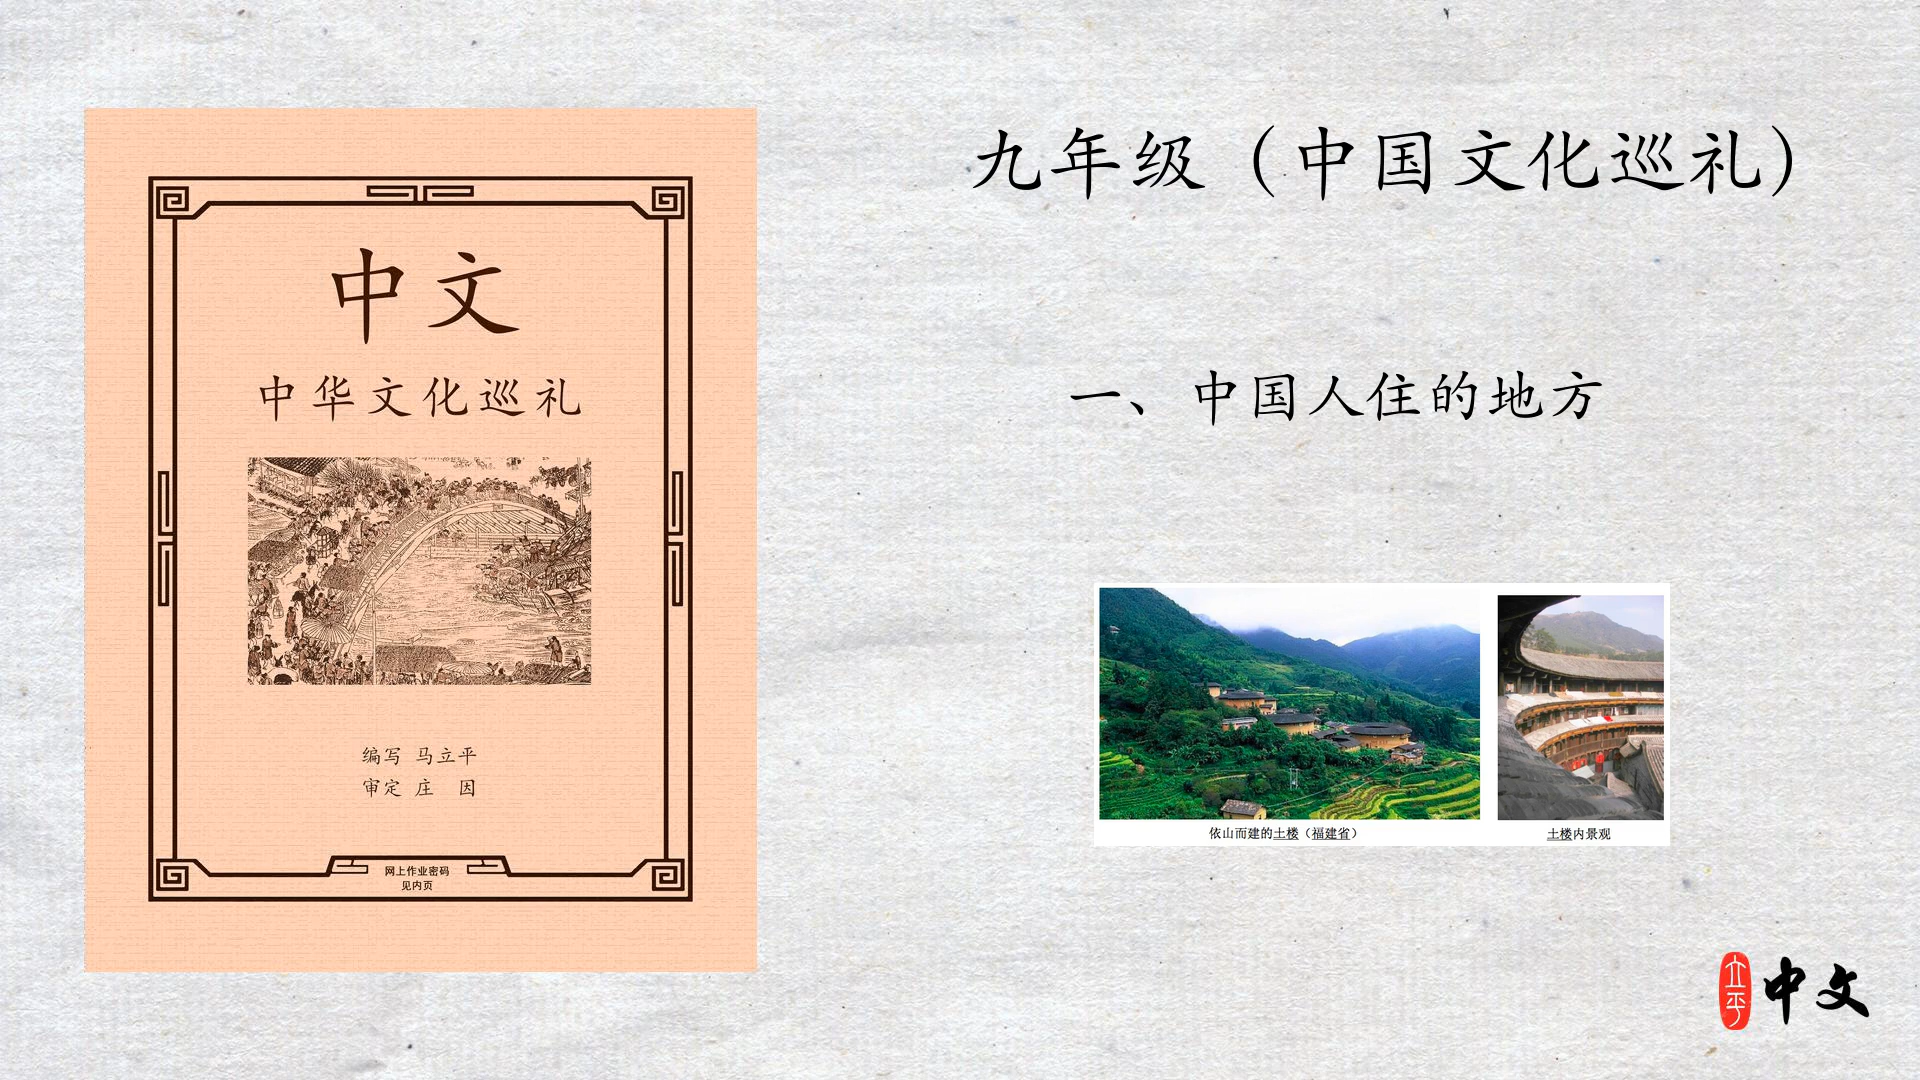 中文
中华文化巡礼
编写 马立平
审定 庄 因
网上作业密码
见内页
九年级（中国文化巡礼）
一、中国人住的地方
依山而建的土楼（福建省）
土楼内景观
立平中文